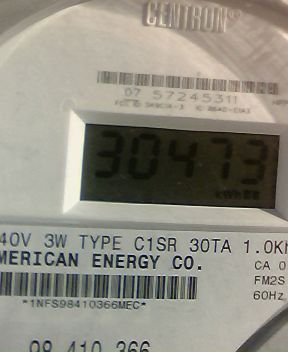 CENTRON®
07 57245311
30473
kWh
40V 3W TYPE C1SR 30TA 1.0K
MERICAN ENERGY CO.
CA 0
FM2S
60Hz
*1NFS98410366MEC*
98 410 366